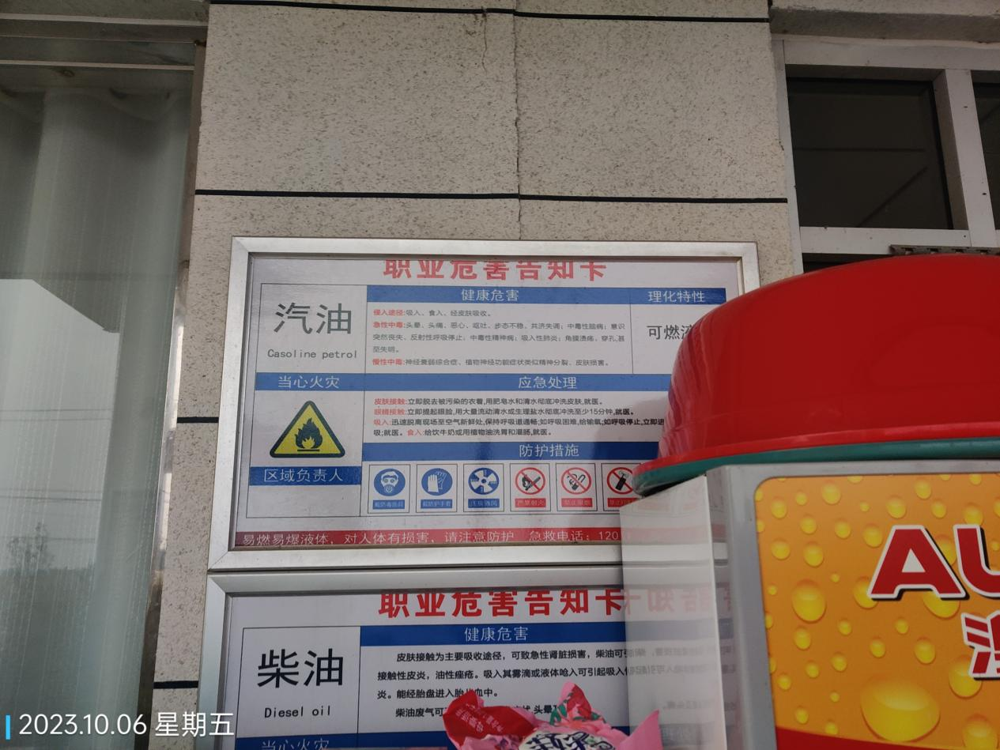 职业危害告知卡
汽油
Gasoline petrol
健康危害
理化特性
侵入途径:吸入、食入、经皮肤吸收。
急性中毒:头晕、头痛、恶心、呕吐、步态不稳、共济失调；中毒性脑病；意识
突然丧失、反射性呼吸停止；中毒性精神病；吸入性肺炎；角膜溃疡、穿孔,甚
至失明。
慢性中毒:神经衰弱综合症、植物神经功能症状类似精神分裂、皮肤损害。
可燃液
当心火灾
应急处理
皮肤接触:立即脱去被污染的衣着,用肥皂水和清水彻底冲洗皮肤,就医。
眼睛接触:立即提起眼睑,用大量流动清水或生理盐水彻底冲洗至少15分钟,就医。
吸入:迅速脱离现场至空气新鲜处,保持呼吸道通畅;如呼吸困难,给输氧;如呼吸停止,立即进
吸;就医。食入:给饮牛奶或用植物油洗胃和灌肠,就医。
防护措施
区域负责人
戴防毒面具
戴防护手套
注意通风
严禁明火
禁止吸烟
易燃易爆液体，对人体有损害，请注意防护 急救电话：120
职业危害告知卡
柴油
Diesel oil
健康危害
皮肤接触为主要吸收途径，可致急性肾脏损害，柴油可引
接触性皮炎，油性痤疮。吸入其雾滴或液体呛入可引起吸入
炎。能经胎盘进入胎儿血中。
柴油废气可
头晕
当心火灾
AU
2023.10.06 星期五